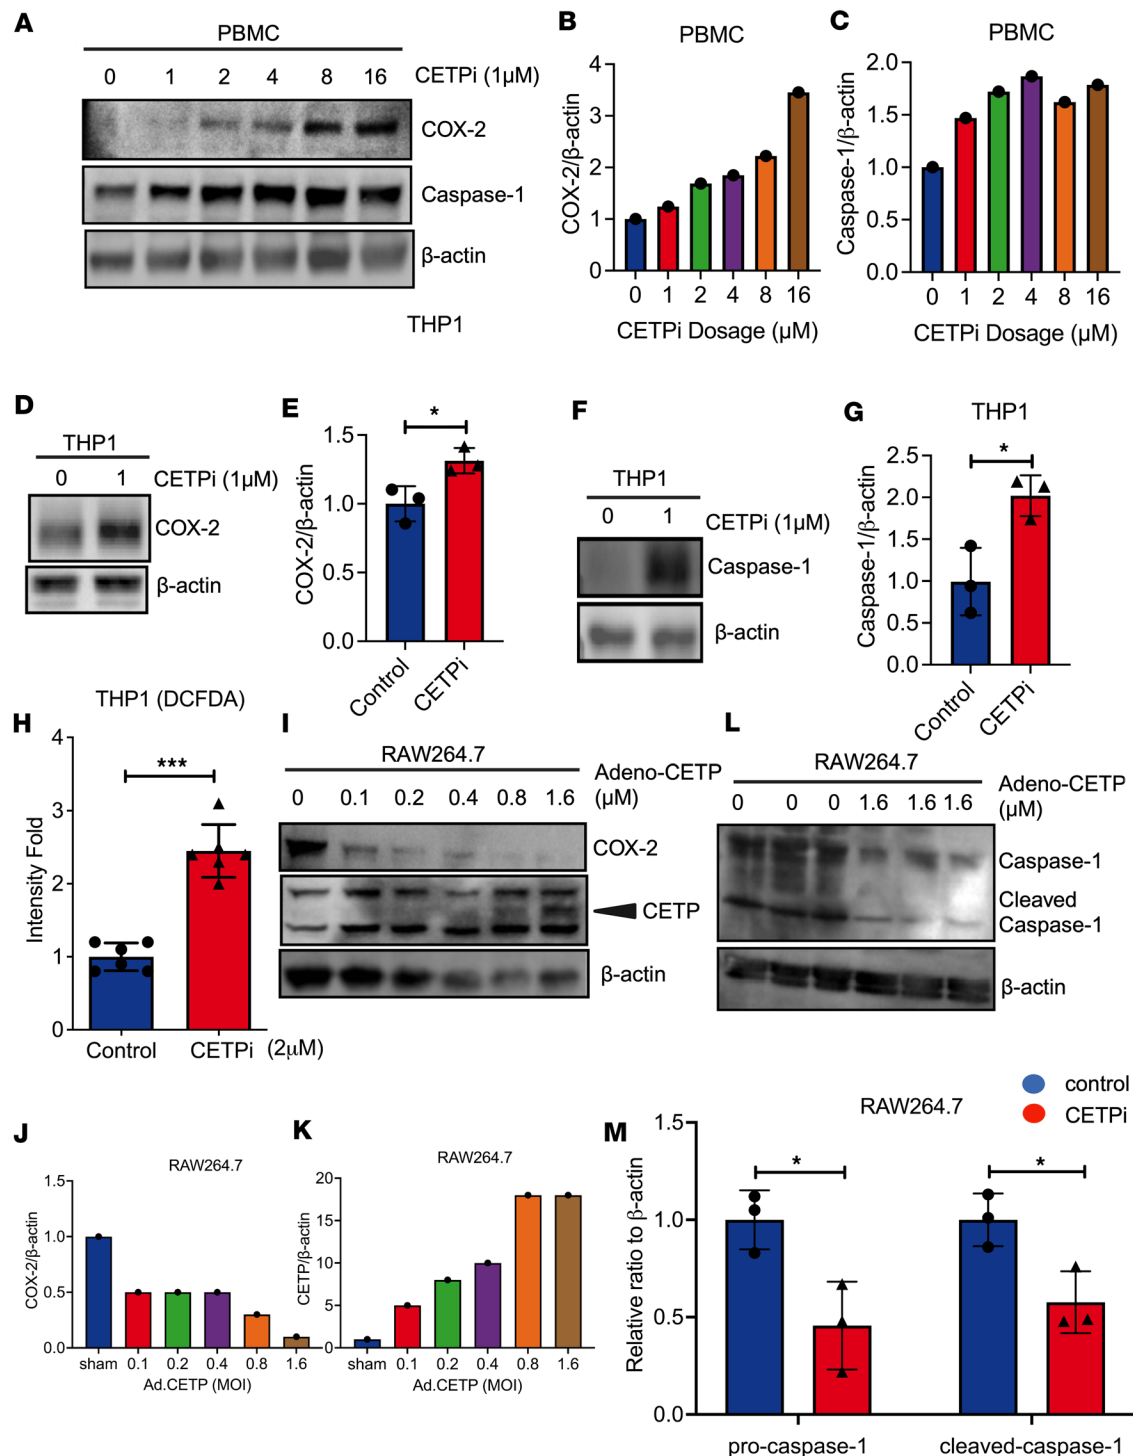 A
PBMC
0 1 2 4 8 16 CETPi (1µM)
COX-2
Caspase-1
β-actin
THP1
B
PBMC
COX-2/β-actin
4
3
2
1
0
0 1 2 4 8 16
CETPi Dosage (µM)
C
PBMC
Caspase-1/β-actin
2.0
1.5
1.0
0.5
0.0
0 1 2 4 8 16
CETPi Dosage (µM)
D
THP1
0 1 CETPi (1µM)
COX-2
β-actin
E
*
COX-2/β-actin
1.5
1.0
0.5
0.0
Control CETPi
F
THP1
0 1 CETPi (1µM)
Caspase-1
β-actin
G
THP1
*
Caspase-1/β-actin
2.5
2.0
1.5
1.0
0.5
0.0
Control CETPi
H
THP1 (DCFDA)
***
Intensity Fold
4
3
2
1
0
Control CETPi (2µM)
I
RAW264.7
Adeno-CETP
0 0.1 0.2 0.4 0.8 1.6 (µM)
COX-2
CETP
β-actin
L
RAW264.7
Adeno-CETP
0 0 0 1.6 1.6 1.6 (µM)
Caspase-1
Cleaved
Caspase-1
β-actin
J
RAW264.7
COX-2/β-actin
1.5
1.0
0.5
0.0
sham 0.1 0.2 0.4 0.8 1.6
Ad.CETP (MOI)
K
RAW264.7
CETP/β-actin
20
15
10
5
0
sham 0.1 0.2 0.4 0.8 1.6
Ad.CETP (MOI)
M
RAW264.7
control
CETPi
* *
Relative ratio to β-actin
1.5
1.0
0.5
0.0
pro-caspase-1 cleaved-caspase-1